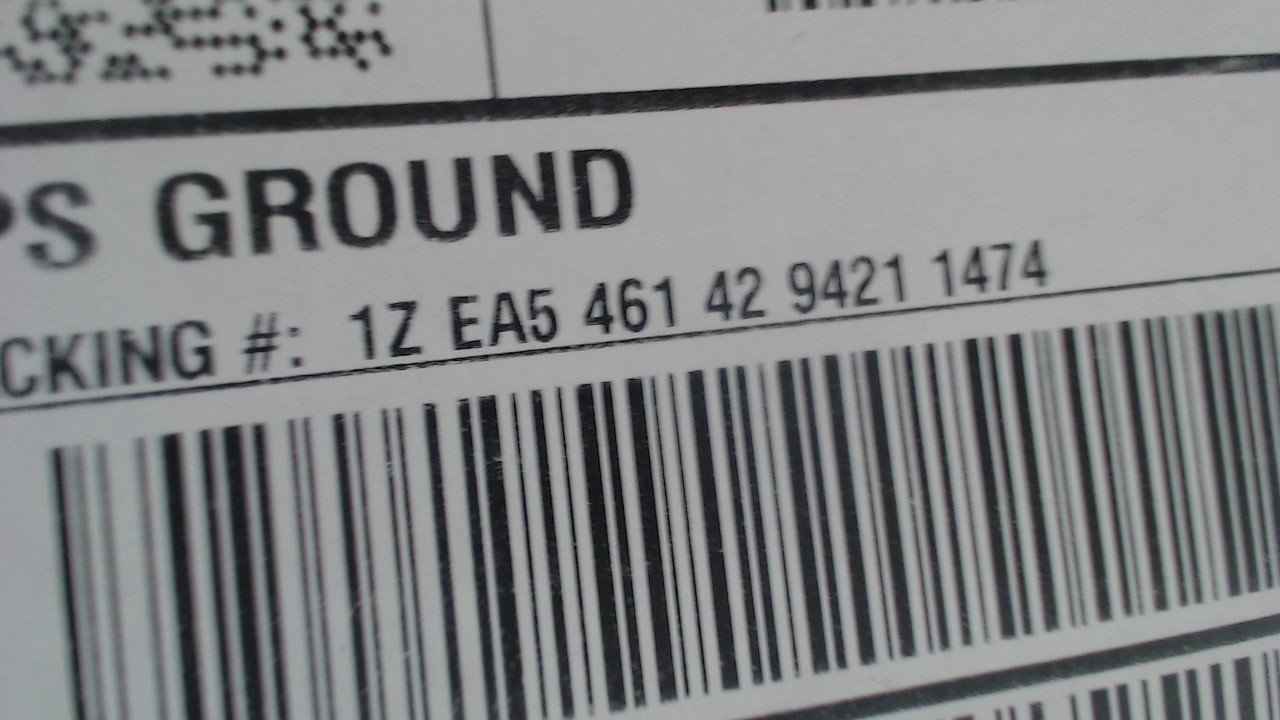 PS GROUND
CKING #: 1Z EA5 461 42 9421 1474